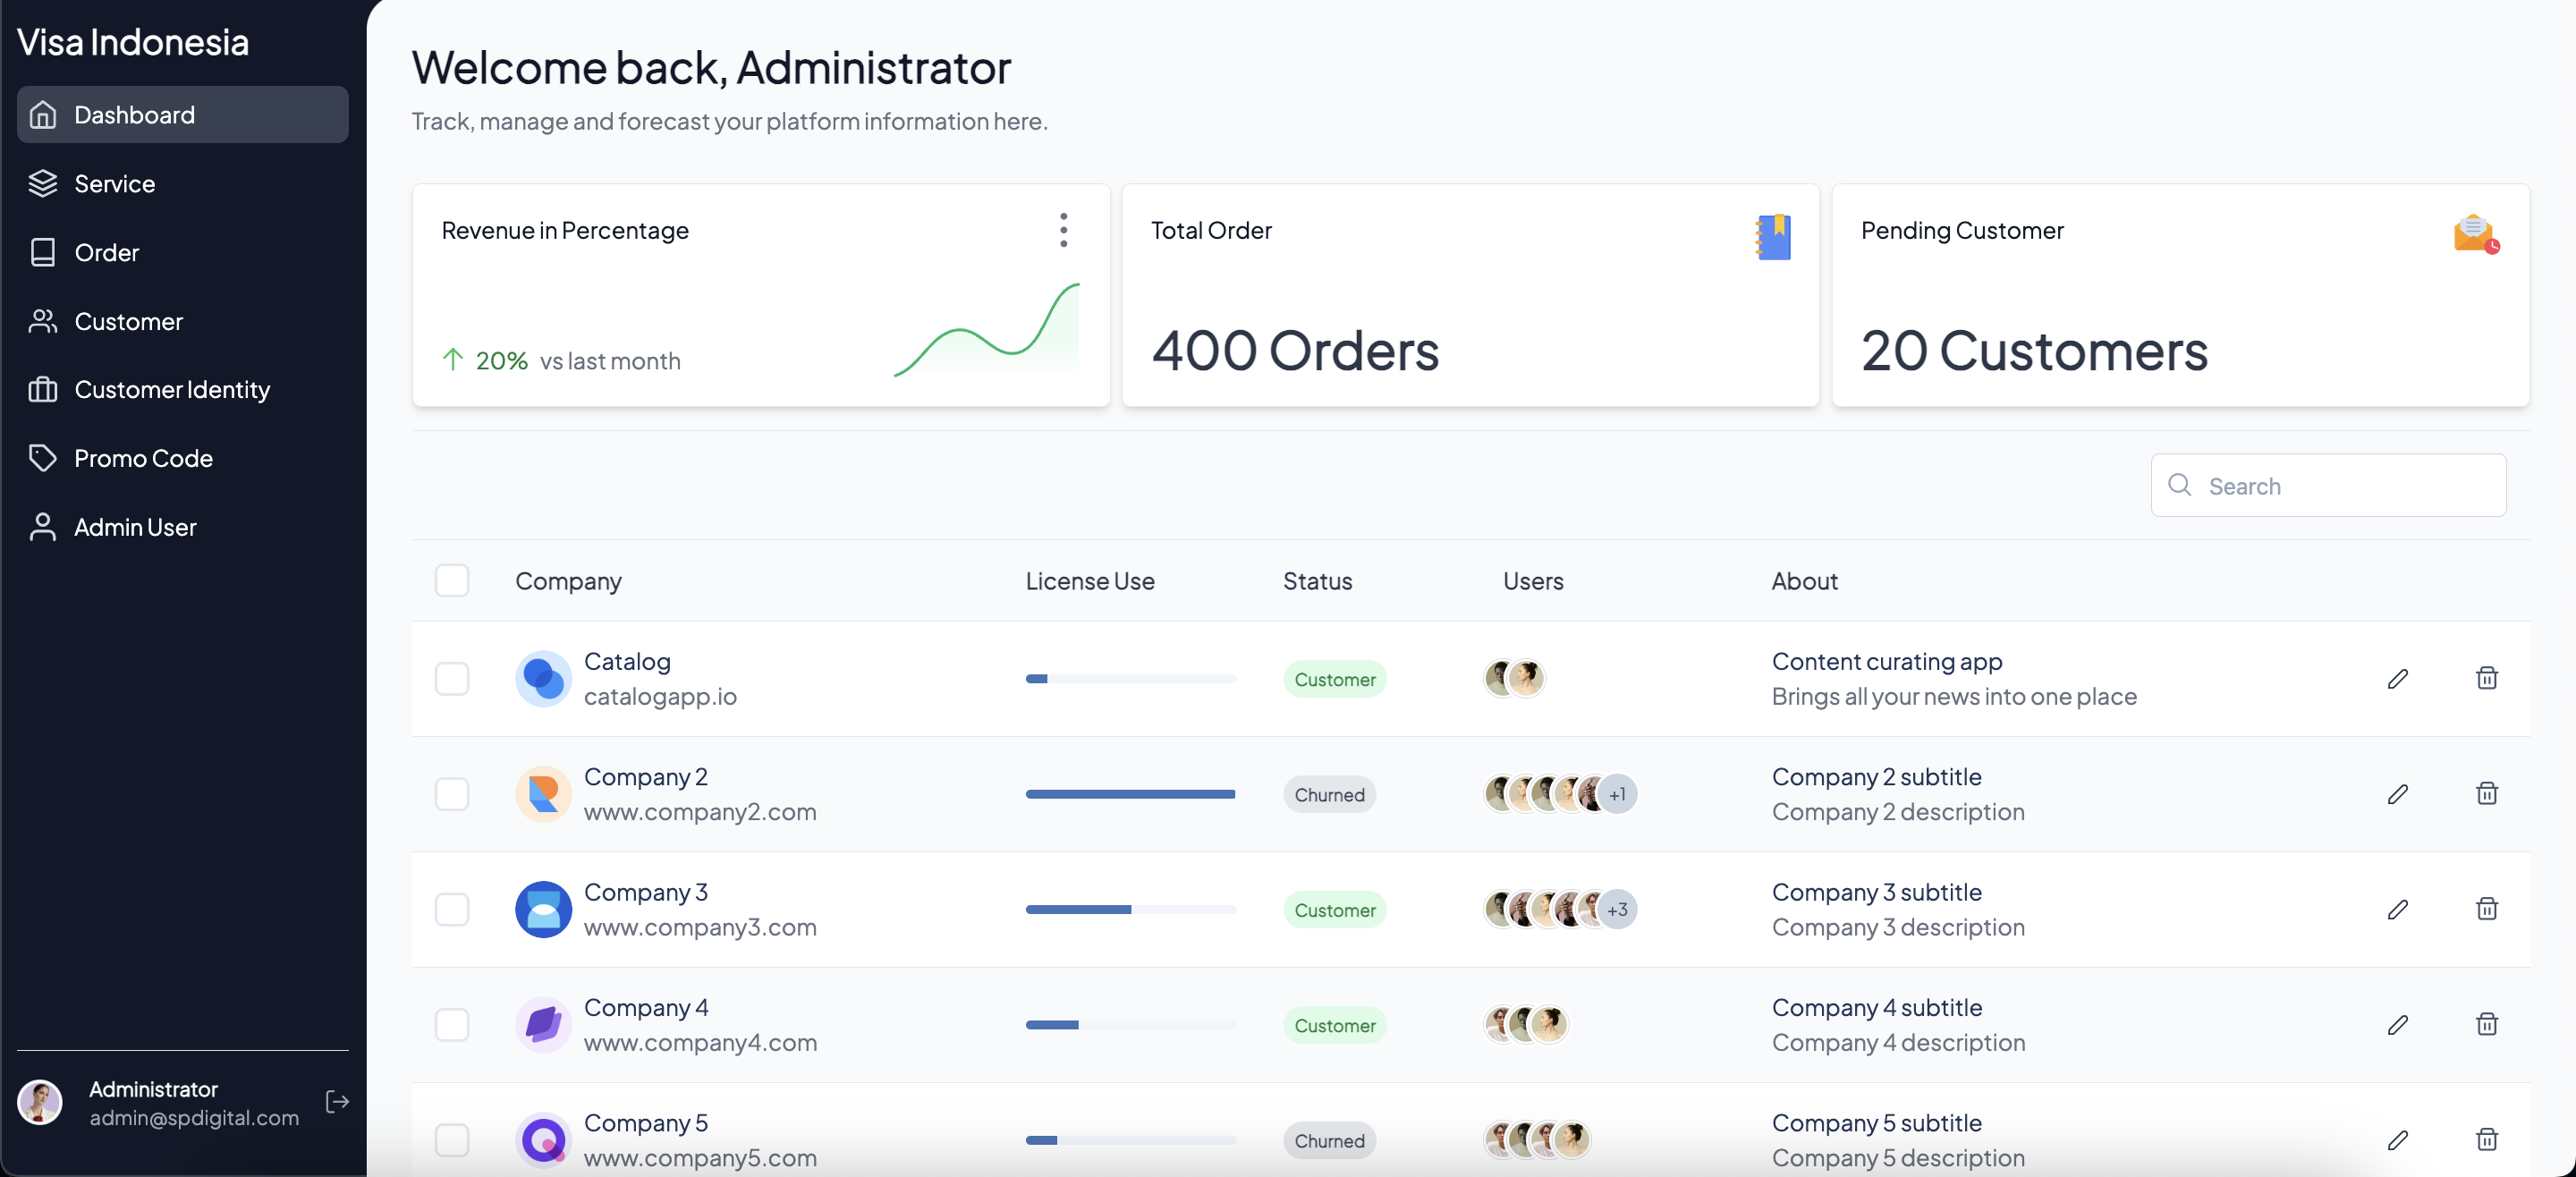 Visa Indonesia
Dashboard
Service
Order
Customer
Customer Identity
Promo Code
Admin User
Administrator
admin@spdigital.com
Welcome back, Administrator
Track, manage and forecast your platform information here.
Revenue in Percentage
20% vs last month
Total Order
400 Orders
Pending Customer
20 Customers
Search
Company License Use Status Users About
Catalog
catalogapp.io
Customer
Content curating app
Brings all your news into one place
Company 2
www.company2.com
Churned
+1
Company 2 subtitle
Company 2 description
Company 3
www.company3.com
Customer
+3
Company 3 subtitle
Company 3 description
Company 4
www.company4.com
Customer
Company 4 subtitle
Company 4 description
Company 5
www.company5.com
Churned
Company 5 subtitle
Company 5 description